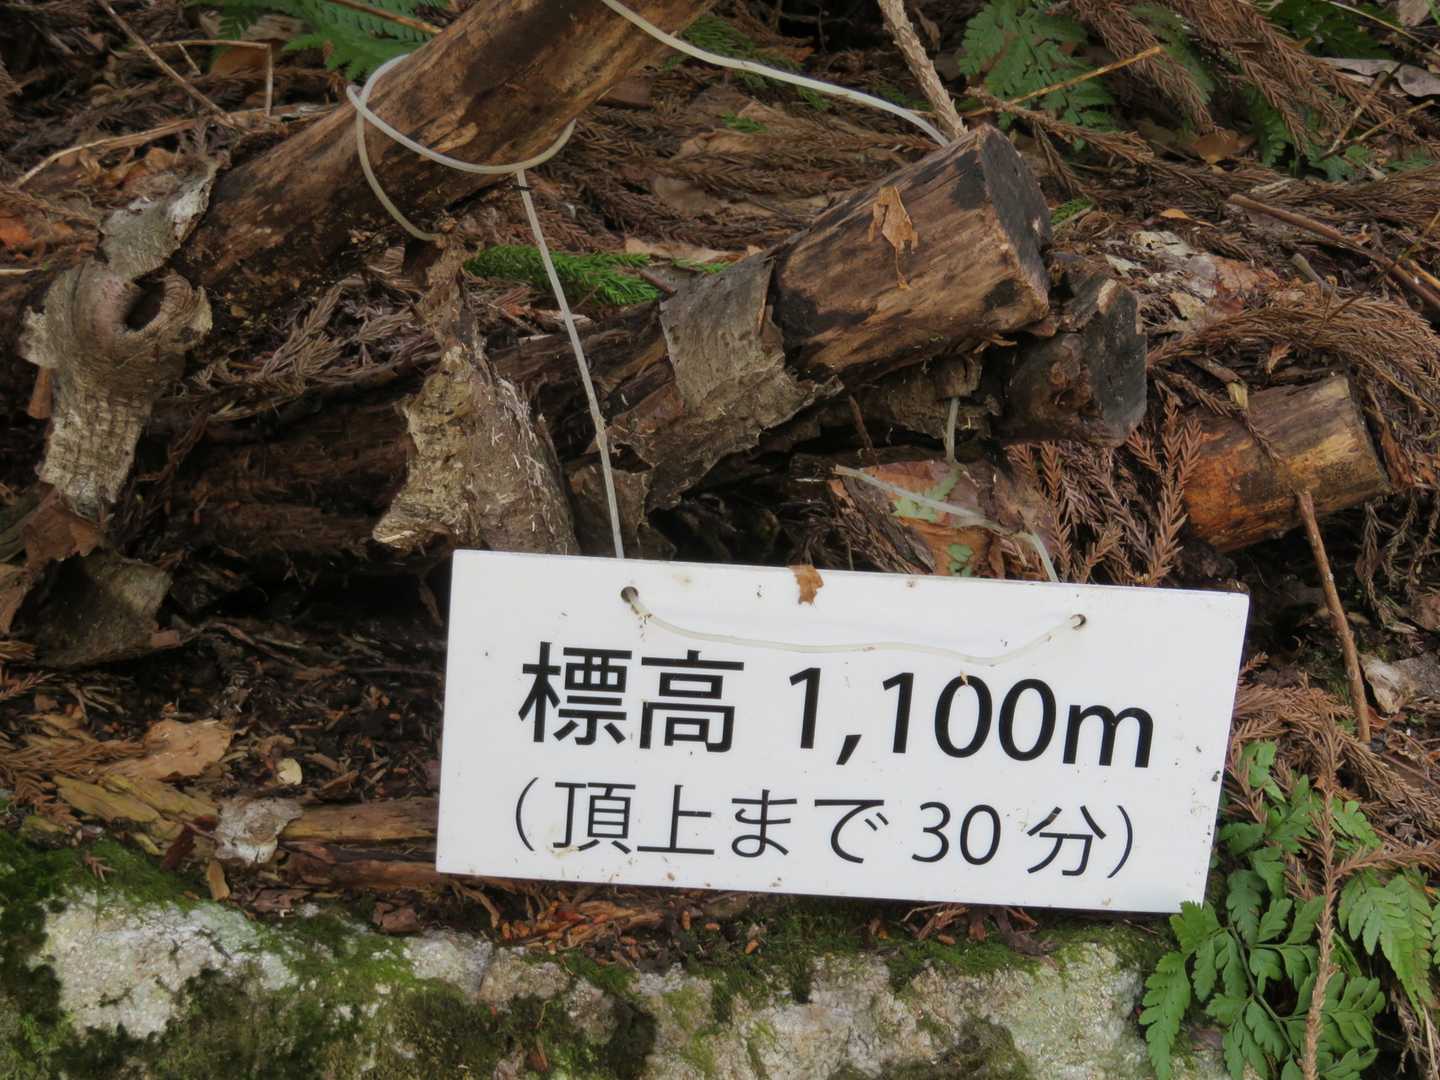 標高 1,100m
（頂上まで 30 分）